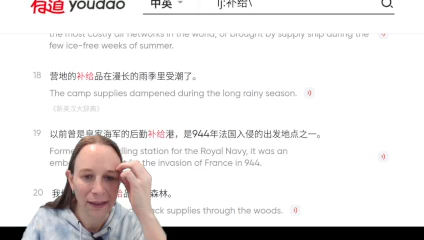 有道 youdao
中英
lj:补给\
the most costly air networks in the world, or brought by supply ship during the
few ice-free weeks of summer.
18 营地的补给品在漫长的雨季里受潮了。
The camp supplies dampened during the long rainy season.
《新英汉大辞典》
19 以前曾是皇家海军的后勤补给港，是944年法国入侵的出发地点之一。
lling station for the Royal Navy, it was an
the invasion of France in 944.
20 品 森林。
ack supplies through the woods.